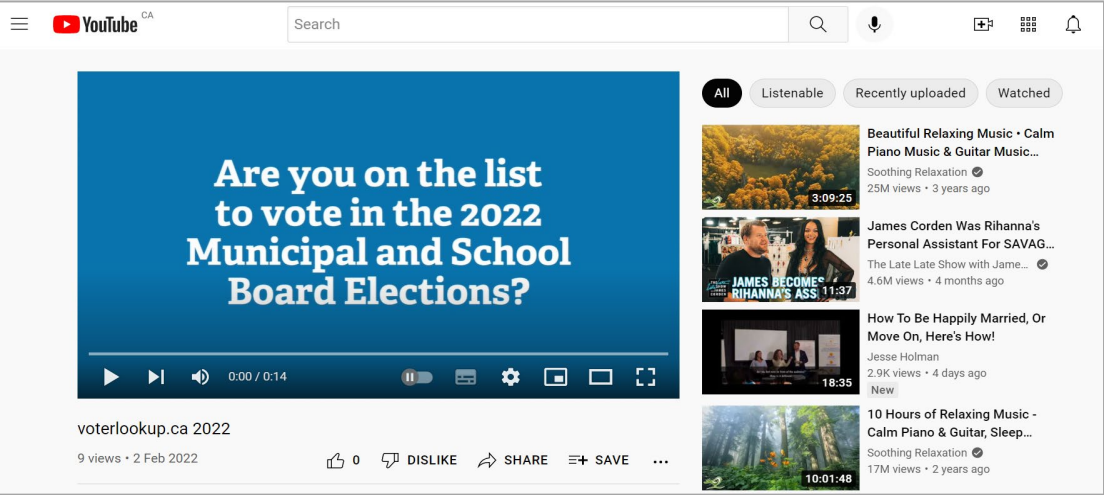 YouTube CA
Search
Are you on the list
to vote in the 2022
Municipal and School
Board Elections?
0:00 / 0:14
voterlookup.ca 2022
9 views • 2 Feb 2022
0 DISLIKE SHARE SAVE
All Listenable Recently uploaded Watched
3:09:25
Beautiful Relaxing Music • Calm
Piano Music & Guitar Music...
Soothing Relaxation
25M views • 3 years ago
JAMES BECOMES
RIHANNA'S ASS
11:37
James Corden Was Rihanna's
Personal Assistant For SAVAG...
The Late Late Show with Jame...
4.6M views • 4 months ago
18:35
How To Be Happily Married, Or
Move On, Here's How!
Jesse Holman
2.9K views • 4 days ago
New
10:01:48
10 Hours of Relaxing Music -
Calm Piano & Guitar, Sleep...
Soothing Relaxation
17M views • 2 years ago